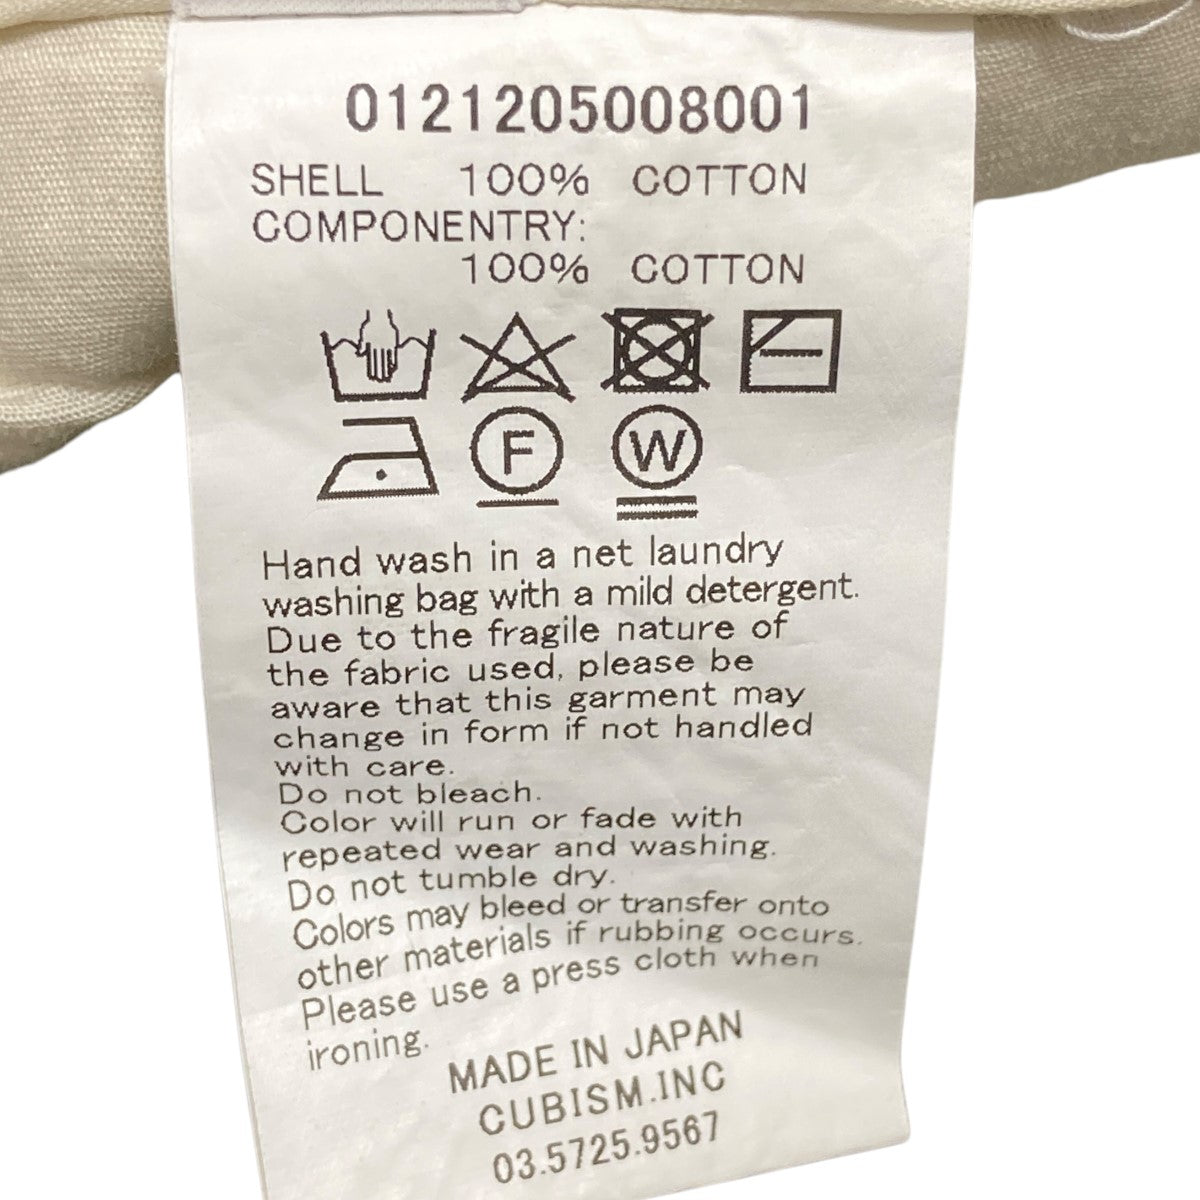 0121205008001
SHELL 100% COTTON
COMPONENTRY:
100% COTTON
F W
Hand wash in a net laundry
washing bag with a mild detergent.
Due to the fragile nature of
the fabric used, please be
aware that this garment may
change in form if not handled
with care.
Do not bleach.
Color will run or fade with
repeated wear and washing.
Do not tumble dry.
Colors may bleed or transfer onto
other materials if rubbing occurs.
Please use a press cloth when
ironing.
MADE IN JAPAN
CUBISM.INC
03.5725.9567